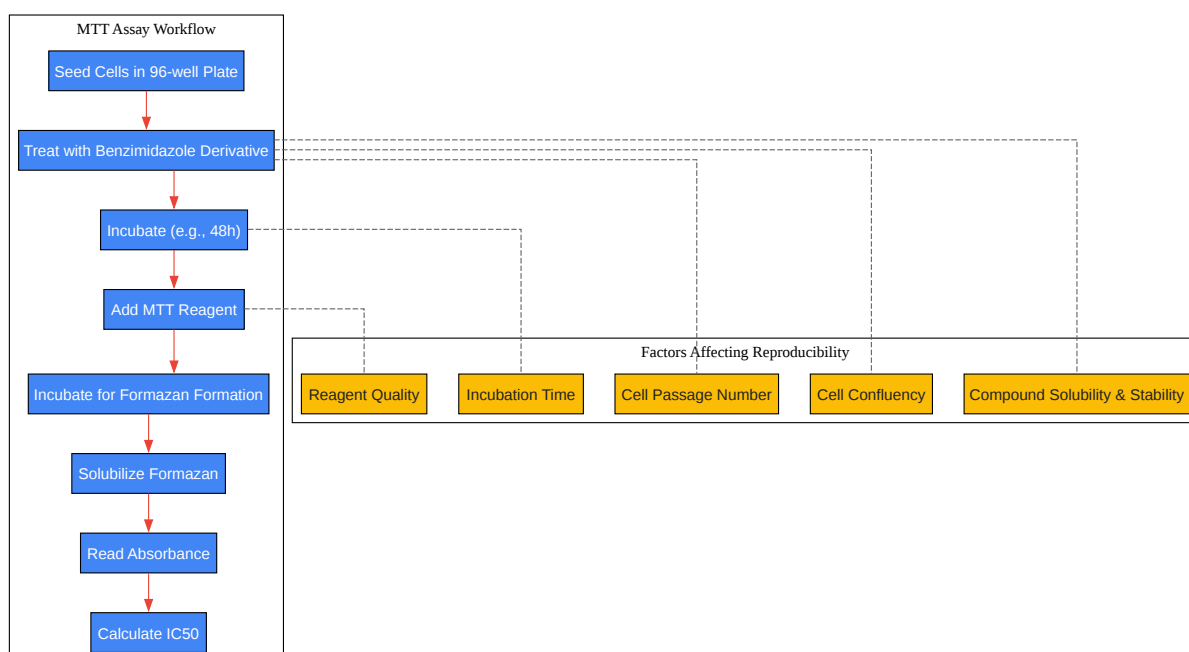 MTT Assay Workflow
Seed Cells in 96-well Plate
Treat with Benzimidazole Derivative
Incubate (e.g., 48h)
Add MTT Reagent
Incubate for Formazan Formation
Solubilize Formazan
Read Absorbance
Calculate IC50
Factors Affecting Reproducibility
Reagent Quality
Incubation Time
Cell Passage Number
Cell Confluency
Compound Solubility & Stability